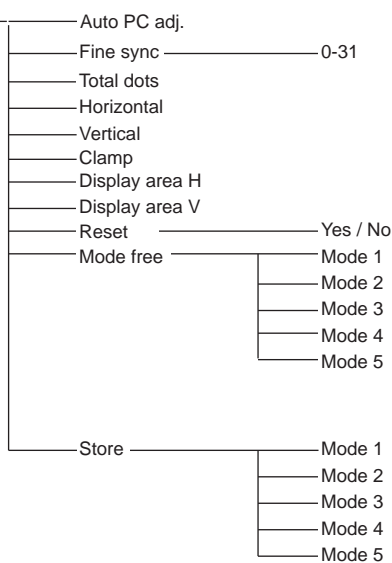 Auto PC adj.
Fine sync 0-31
Total dots
Horizontal
Vertical
Clamp
Display area H
Display area V
Reset Yes / No
Mode free Mode 1
Mode 2
Mode 3
Mode 4
Mode 5
Store Mode 1
Mode 2
Mode 3
Mode 4
Mode 5